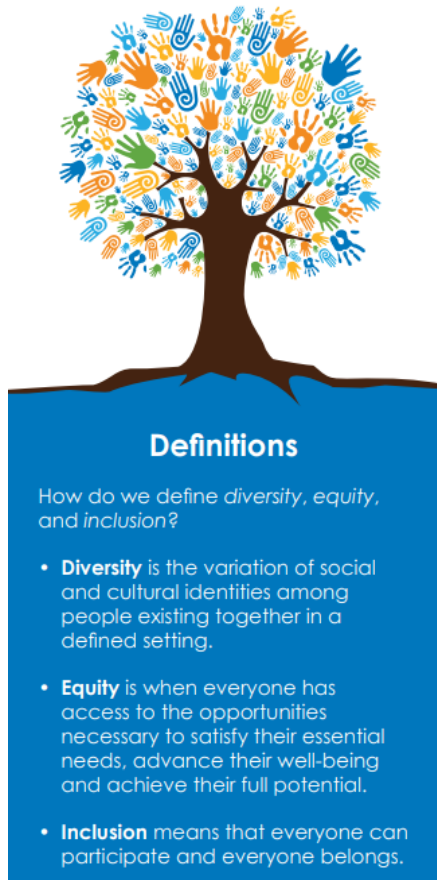 Definitions
How do we define diversity, equity,
and inclusion?
• Diversity is the variation of social
and cultural identities among
people existing together in a
defined setting.
• Equity is when everyone has
access to the opportunities
necessary to satisfy their essential
needs, advance their well-being
and achieve their full potential.
• Inclusion means that everyone can
participate and everyone belongs.